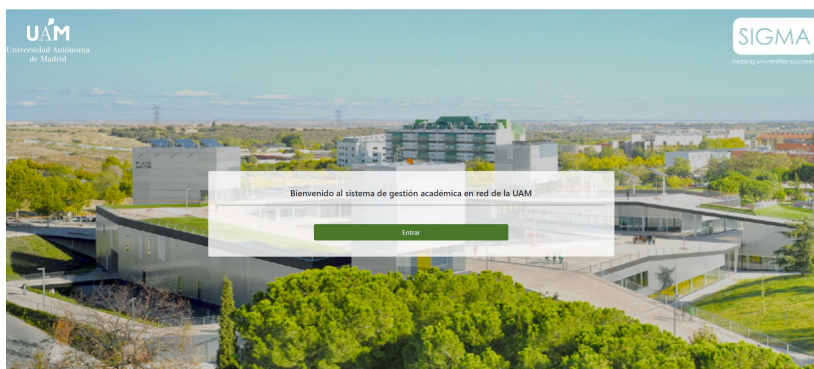 UAM
Universidad Autónoma
de Madrid
SIGMA
helping universities succeed
Bienvenido al sistema de gestión académica en red de la UAM
Entrar